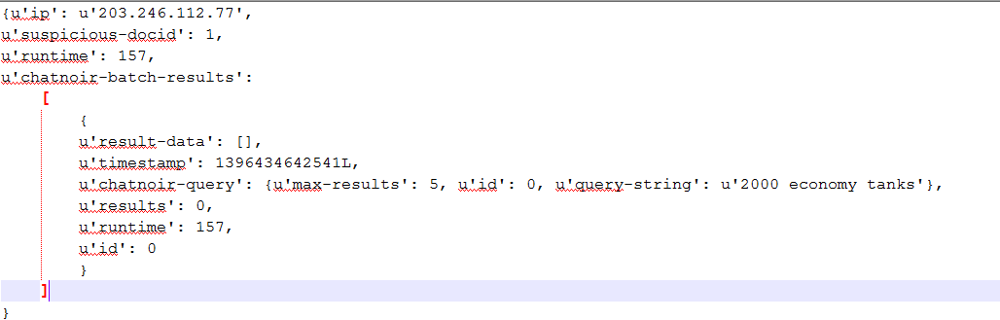 {u'ip': u'203.246.112.77',
u'suspicious-docid': 1,
u'runtime': 157,
u'chatnoir-batch-results':
[
{
u'result-data': [],
u'timestamp': 1396434642541L,
u'chatnoir-query': {u'max-results': 5, u'id': 0, u'query-string': u'2000 economy tanks'},
u'results': 0,
u'runtime': 157,
u'id': 0
}
]
}